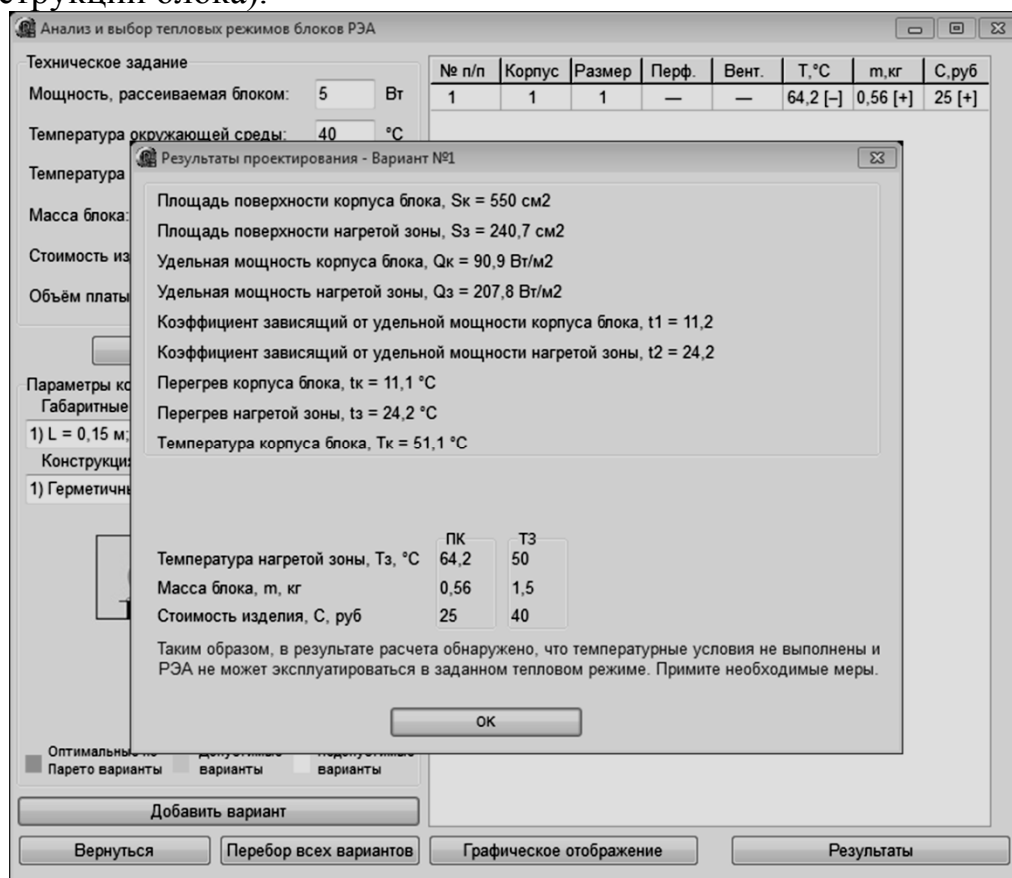 струкции блока).
Анализ и выбор тепловых режимов блоков РЭА
Техническое задание
Мощность, рассеиваемая блоком: 5 Вт
Температура окружающей среды: 40 °C
Температура
Масса блока:
Стоимость из
Объём платы
Параметры ко
Габаритные
1) L = 0,15 м;
Конструкци
1) Герметичн
№ п/п Корпус Размер Перф. Вент. T,°C m,кг C,руб
1 1 1 — — 64,2 [–] 0,56 [+] 25 [+]
Результаты проектирования - Вариант №1
Площадь поверхности корпуса блока, Sк = 550 см2
Площадь поверхности нагретой зоны, Sз = 240,7 см2
Удельная мощность корпуса блока, Qк = 90,9 Вт/м2
Удельная мощность нагретой зоны, Qз = 207,8 Вт/м2
Коэффициент зависящий от удельной мощности корпуса блока, t1 = 11,2
Коэффициент зависящий от удельной мощности нагретой зоны, t2 = 24,2
Перегрев корпуса блока, tк = 11,1 °C
Перегрев нагретой зоны, tз = 24,2 °C
Температура корпуса блока, Tк = 51,1 °C
ПК ТЗ
Температура нагретой зоны, Tз, °C 64,2 50
Масса блока, m, кг 0,56 1,5
Стоимость изделия, C, руб 25 40
Таким образом, в результате расчета обнаружено, что температурные условия не выполнены и
РЭА не может эксплуатироваться в заданном тепловом режиме. Примите необходимые меры.
ОК
Оптимальные по
Парето варианты
варианты
варианты
Добавить вариант
Вернуться
Перебор всех вариантов
Графическое отображение
Результаты